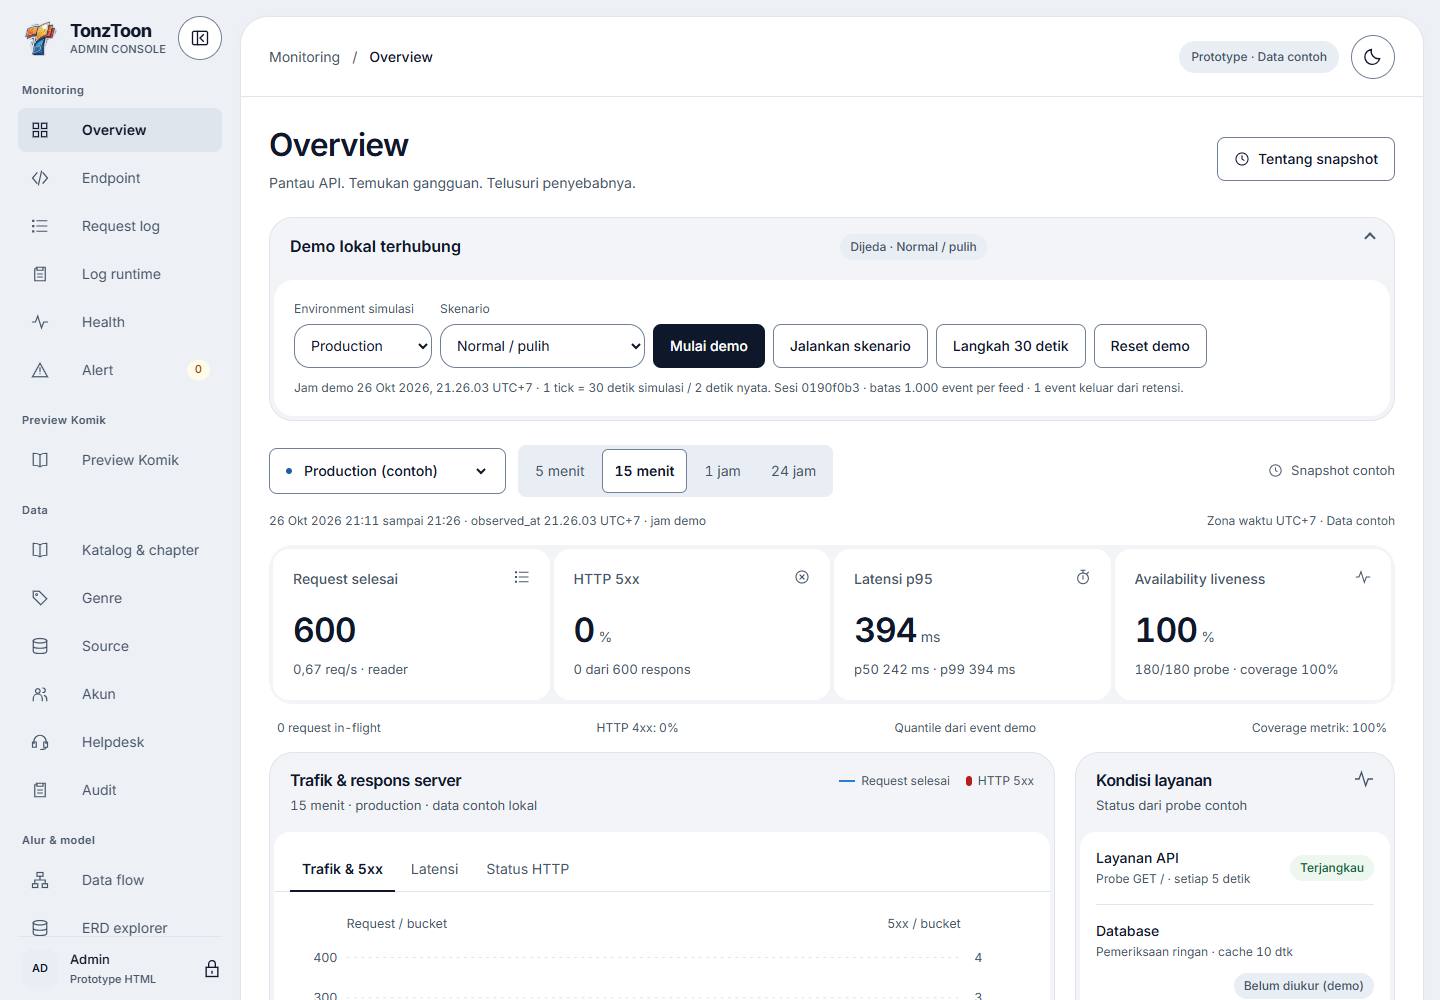 TonzToon
ADMIN CONSOLE
Monitoring
Overview
Endpoint
Request log
Log runtime
Health
Alert 0
Preview Komik
Preview Komik
Data
Katalog & chapter
Genre
Source
Akun
Helpdesk
Audit
Alur & model
Data flow
ERD explorer
AD
Admin
Prototype HTML
Monitoring / Overview
Prototype · Data contoh
Overview
Pantau API. Temukan gangguan. Telusuri penyebabnya.
Tentang snapshot
Demo lokal terhubung
Dijeda · Normal / pulih
Environment simulasi
Skenario
Production
Normal / pulih
Mulai demo
Jalankan skenario
Langkah 30 detik
Reset demo
Jam demo 26 Okt 2026, 21.26.03 UTC+7 · 1 tick = 30 detik simulasi / 2 detik nyata. Sesi 0190f0b3 · batas 1.000 event per feed · 1 event keluar dari retensi.
Production (contoh)
5 menit
15 menit
1 jam
24 jam
Snapshot contoh
26 Okt 2026 21:11 sampai 21:26 · observed_at 21.26.03 UTC+7 · jam demo
Zona waktu UTC+7 · Data contoh
Request selesai
600
0,67 req/s · reader
HTTP 5xx
0 %
0 dari 600 respons
Latensi p95
394 ms
p50 242 ms · p99 394 ms
Availability liveness
100 %
180/180 probe · coverage 100%
0 request in-flight
HTTP 4xx: 0%
Quantile dari event demo
Coverage metrik: 100%
Trafik & respons server
15 menit · production · data contoh lokal
Request selesai
HTTP 5xx
Trafik & 5xx
Latensi
Status HTTP
Request / bucket
5xx / bucket
400
4
300
3
Kondisi layanan
Status dari probe contoh
Layanan API
Probe GET / · setiap 5 detik
Terjangkau
Database
Pemeriksaan ringan · cache 10 dtk
Belum diukur (demo)